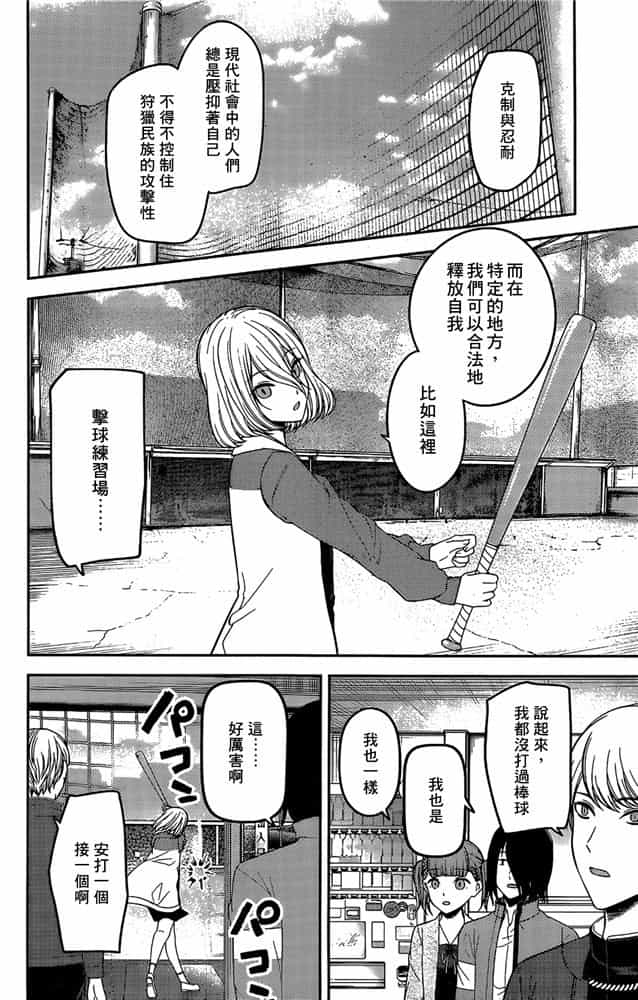 克制與忍耐
現代社會中的人們
總是壓抑著自己
不得不控制住
狩獵民族的攻擊性
而在
特定的地方，
我們可以合法地
釋放自我
比如這裡
擊球練習場……
說起來，
我都沒打過棒球
我也是
我也一樣
這……
好厲害啊
パコン
安打一個
接一個啊
パコン